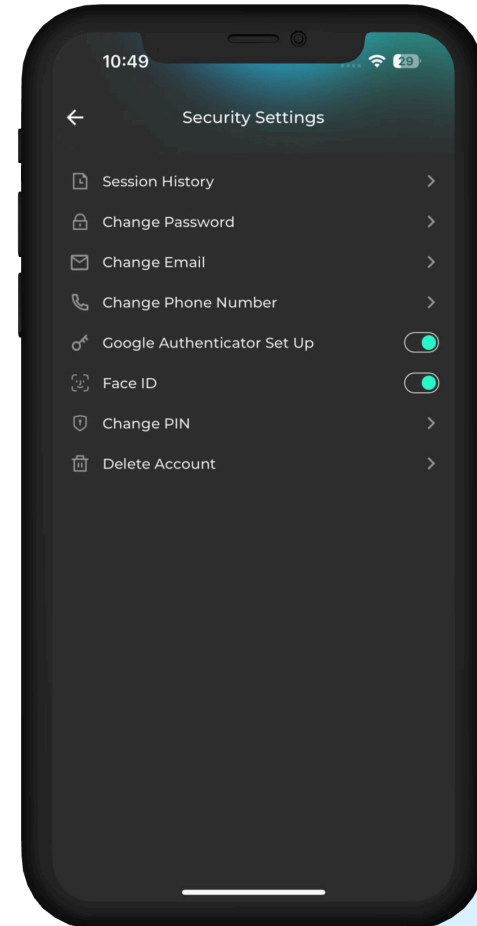 10:49
29
Security Settings
Session History
Change Password
Change Email
Change Phone Number
Google Authenticator Set Up
Face ID
Change PIN
Delete Account